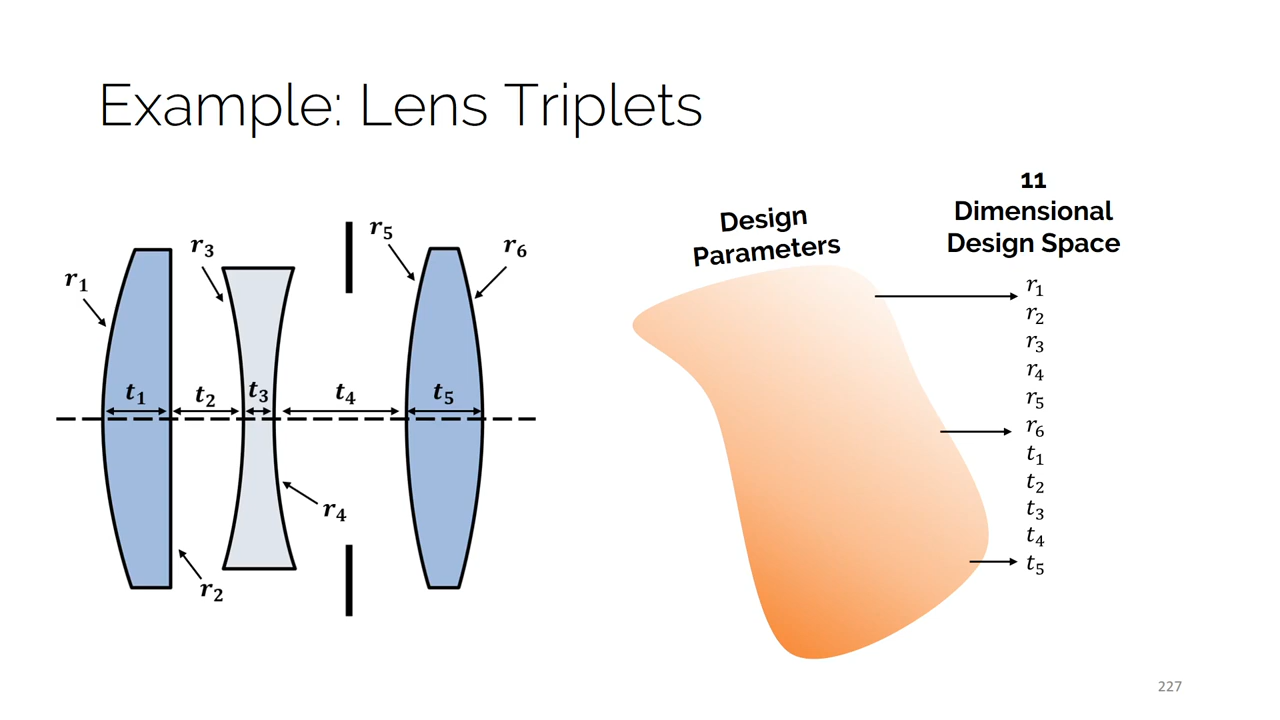 Example: Lens Triplets
r₁
r₃
r₅
r₆
t₁
t₂
t₃
t₄
t₅
r₄
r₂
Design
Parameters
11
Dimensional
Design Space
r₁
r₂
r₃
r₄
r₅
r₆
t₁
t₂
t₃
t₄
t₅
227